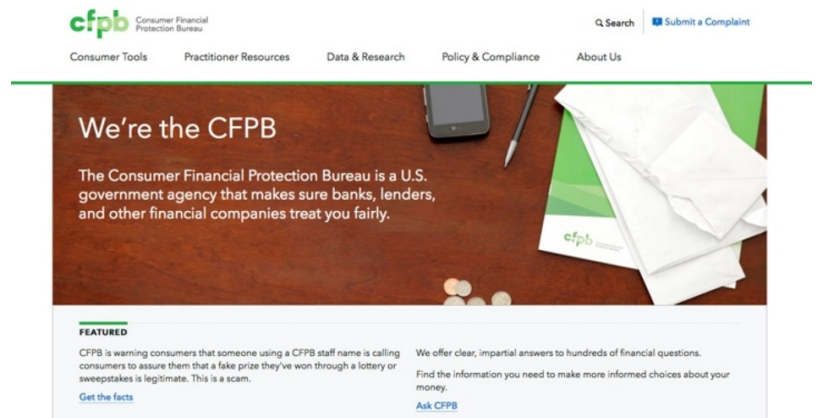 cfpb Consumer Financial
Protection Bureau
Search
Submit a Complaint
Consumer Tools Practitioner Resources Data & Research Policy & Compliance About Us
We're the CFPB
The Consumer Financial Protection Bureau is a U.S.
government agency that makes sure banks, lenders,
and other financial companies treat you fairly.
cfpb
FEATURED
CFPB is warning consumers that someone using a CFPB staff name is calling
consumers to assure them that a fake prize they've won through a lottery or
sweepstakes is legitimate. This is a scam.
Get the facts
We offer clear, impartial answers to hundreds of financial questions.
Find the information you need to make more informed choices about your
money.
Ask CFPB